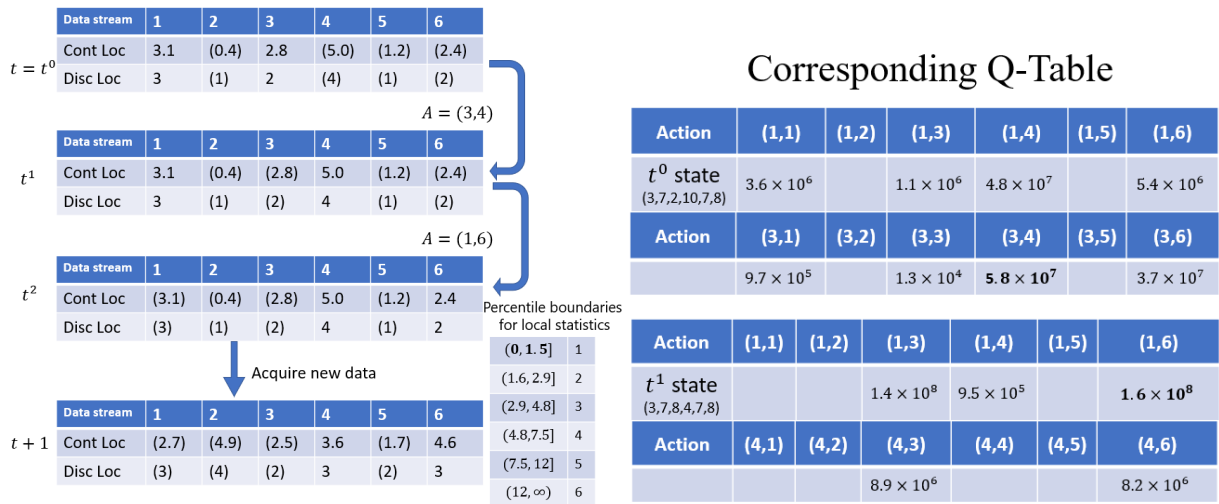 Data stream 1 2 3 4 5 6
t = t⁰
Cont Loc 3.1 (0.4) 2.8 (5.0) (1.2) (2.4)
Disc Loc 3 (1) 2 (4) (1) (2)
A = (3,4)
Data stream 1 2 3 4 5 6
t¹
Cont Loc 3.1 (0.4) (2.8) 5.0 (1.2) (2.4)
Disc Loc 3 (1) (2) 4 (1) (2)
A = (1,6)
Data stream 1 2 3 4 5 6
t²
Cont Loc (3.1) (0.4) (2.8) 5.0 (1.2) 2.4
Disc Loc (3) (1) (2) 4 (1) 2
Acquire new data
Data stream 1 2 3 4 5 6
t + 1
Cont Loc (2.7) (4.9) (2.5) 3.6 (1.7) 4.6
Disc Loc (3) (4) (2) 3 (2) 3
Percentile boundaries
for local statistics
(0, 1.5] 1
(1.6, 2.9] 2
(2.9, 4.8] 3
(4.8,7.5] 4
(7.5, 12] 5
(12, ∞) 6
Corresponding Q-Table
Action (1,1) (1,2) (1,3) (1,4) (1,5) (1,6)
t⁰ state
(3,7,2,10,7,8)
3.6 × 10⁶ 1.1 × 10⁶ 4.8 × 10⁷ 5.4 × 10⁶
Action (3,1) (3,2) (3,3) (3,4) (3,5) (3,6)
9.7 × 10⁵ 1.3 × 10⁴ 5.8 × 10⁷ 3.7 × 10⁷
Action (1,1) (1,2) (1,3) (1,4) (1,5) (1,6)
t¹ state
(3,7,8,4,7,8)
1.4 × 10⁸ 9.5 × 10⁵ 1.6 × 10⁸
Action (4,1) (4,2) (4,3) (4,4) (4,5) (4,6)
8.9 × 10⁶ 8.2 × 10⁶